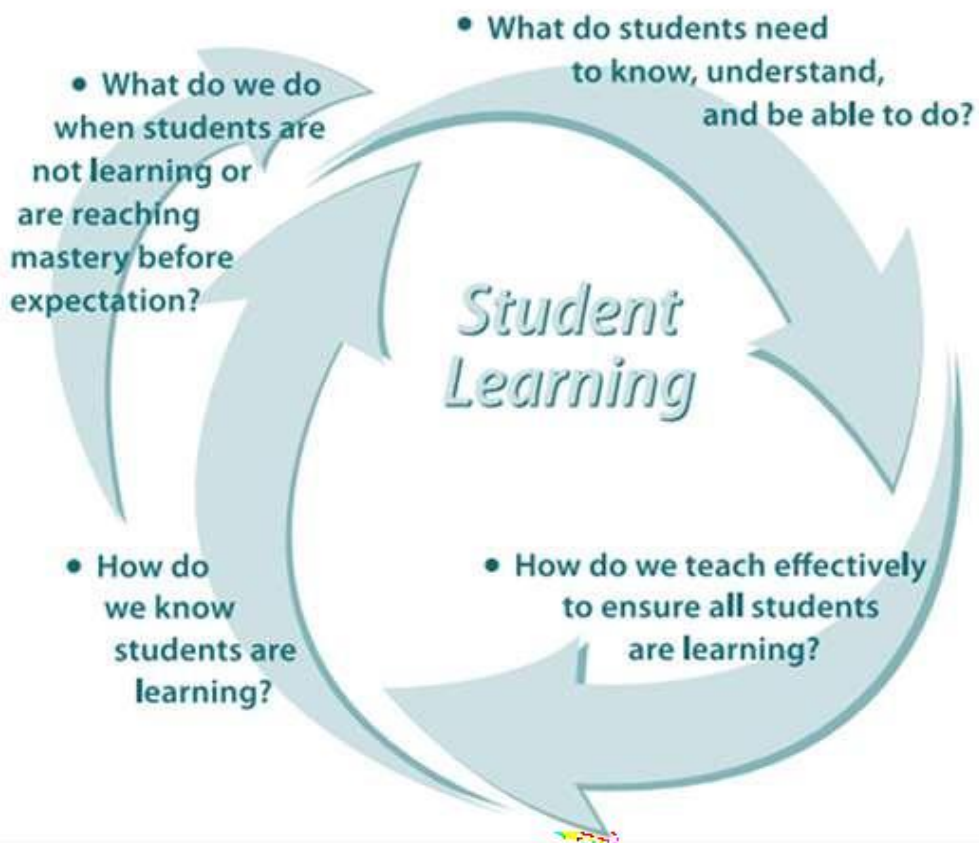 • What do students need
to know, understand,
and be able to do?
• How do we teach effectively
to ensure all students
are learning?
• How do
we know
students are
learning?
• What do we do
when students are
not learning or
are reaching
mastery before
expectation?
Student
Learning